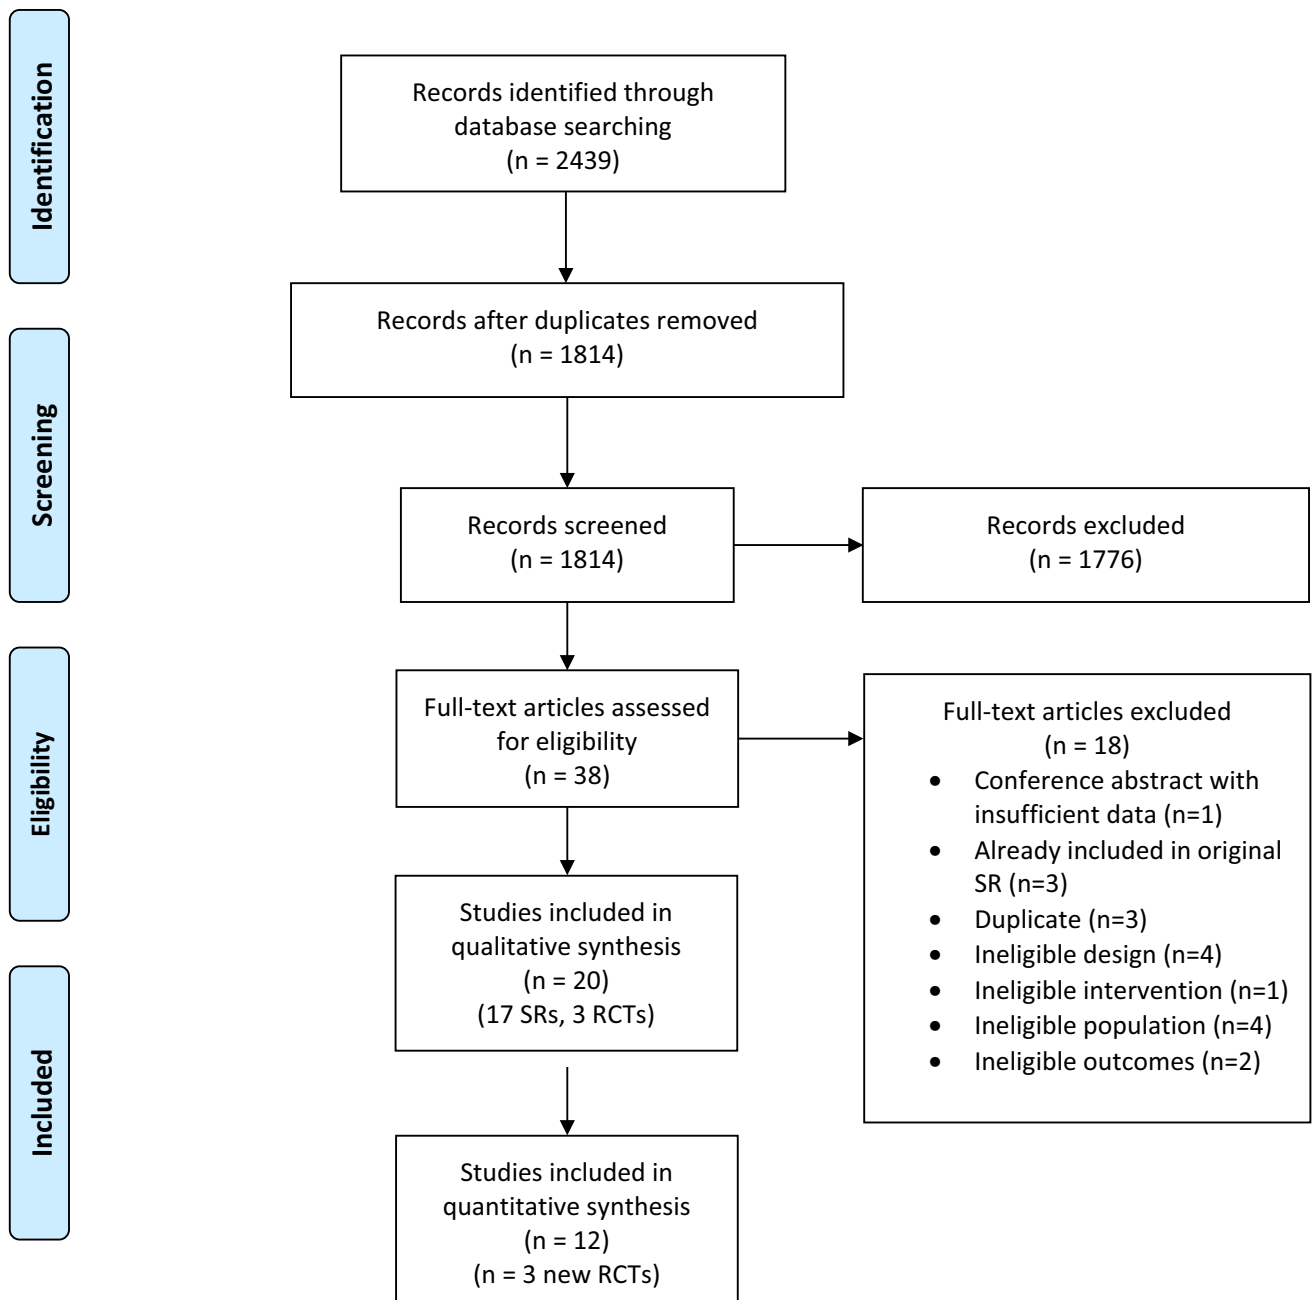 Identification
Records identified through
database searching
(n = 2439)
Records after duplicates removed
(n = 1814)
Screening
Records screened
(n = 1814)
Records excluded
(n = 1776)
Eligibility
Full-text articles assessed
for eligibility
(n = 38)
Full-text articles excluded
(n = 18)
• Conference abstract with
insufficient data (n=1)
• Already included in original
SR (n=3)
• Duplicate (n=3)
• Ineligible design (n=4)
• Ineligible intervention (n=1)
• Ineligible population (n=4)
• Ineligible outcomes (n=2)
Studies included in
qualitative synthesis
(n = 20)
(17 SRs, 3 RCTs)
Included
Studies included in
quantitative synthesis
(n = 12)
(n = 3 new RCTs)